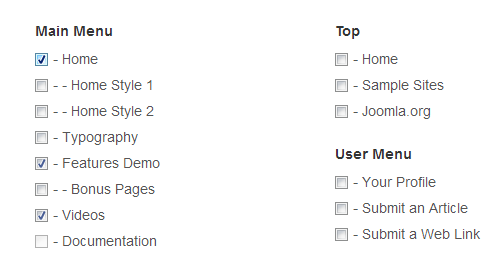 Main Menu
- Home
- - Home Style 1
- - Home Style 2
- Typography
- Features Demo
- - Bonus Pages
- Videos
- Documentation
Top
- Home
- Sample Sites
- Joomla.org
User Menu
- Your Profile
- Submit an Article
- Submit a Web Link